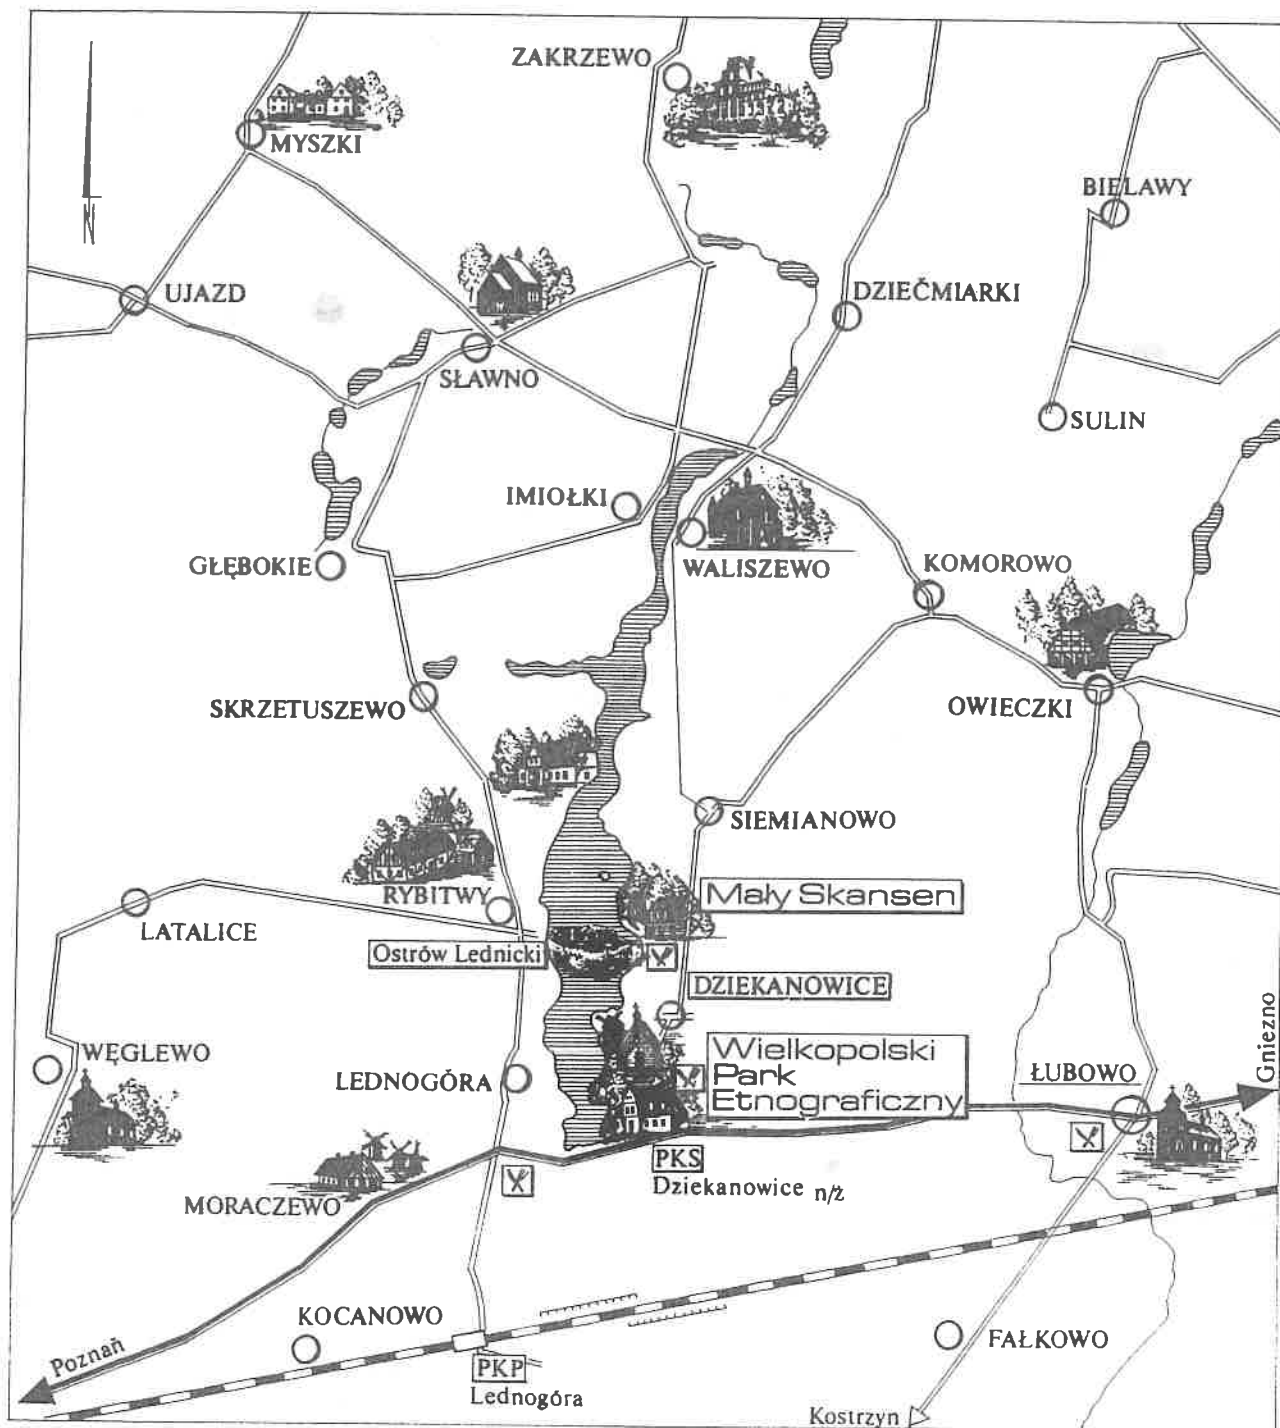 ZAKRZEWO
MYSZKI
N
BIELAWY
UJAZD
DZIEČMIARKI
SŁAWNO
SULIN
IMIOŁKI
GŁĘBOKIE
WALISZEWO
KOMOROWO
SKRZETUSZEWO
OWIECZKI
SIEMIANOWO
RYBITWY
Mały Skansen
LATALICE
Ostrów Lednicki
DZIEKANOWICE
WĘGLEWO
Wielkopolski
Park
Etnograficzny
LEDNOGÓRA
ŁUBOWO
Gniezno
MORACZEWO
PKS
Dziekanowice n/ż
KOCANOWO
FAŁKOWO
Poznań
PKP
Lednogóra
Kostrzyn